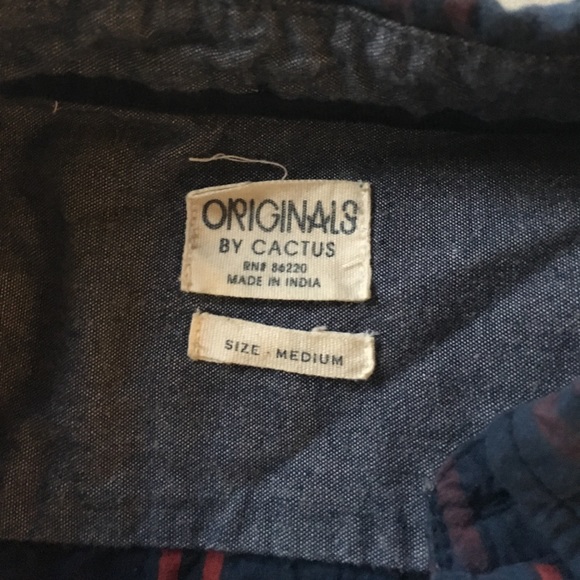 ORIGINALS
BY CACTUS
RN# 86220
MADE IN INDIA
SIZE - MEDIUM